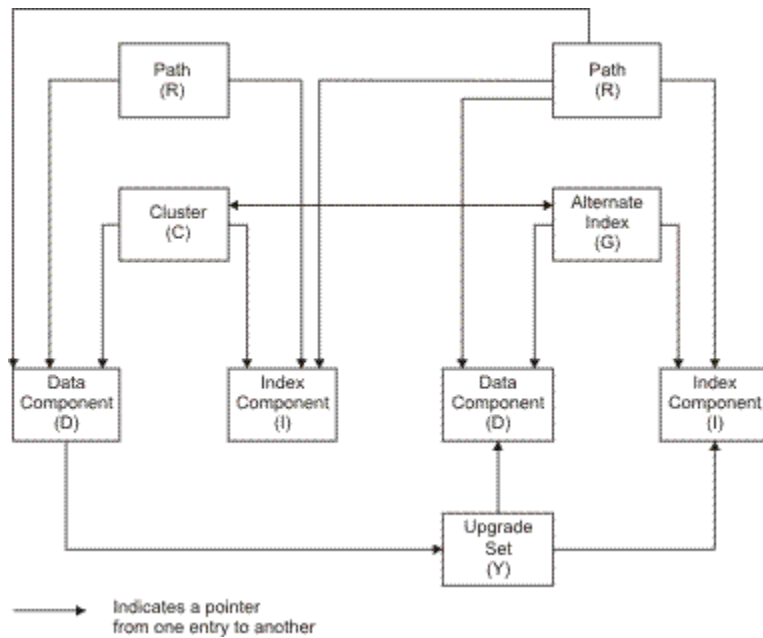 Path
(R)
Path
(R)
Cluster
(C)
Alternate
Index
(G)
Data
Component
(D)
Index
Component
(I)
Data
Component
(D)
Index
Component
(I)
Upgrade
Set
(Y)
Indicates a pointer
from one entry to another